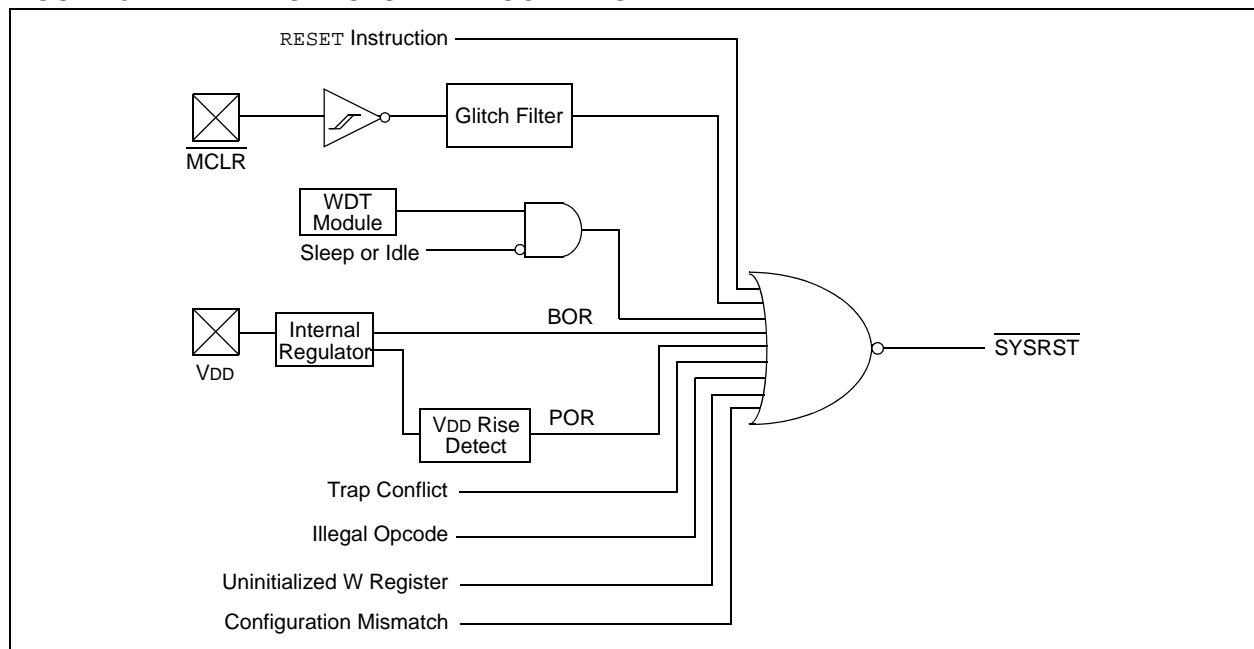 RESET Instruction
Glitch Filter
MCLR
WDT
Module
Sleep or Idle
BOR
Internal
Regulator
SYSRST
VDD
POR
VDD Rise
Detect
Trap Conflict
Illegal Opcode
Uninitialized W Register
Configuration Mismatch